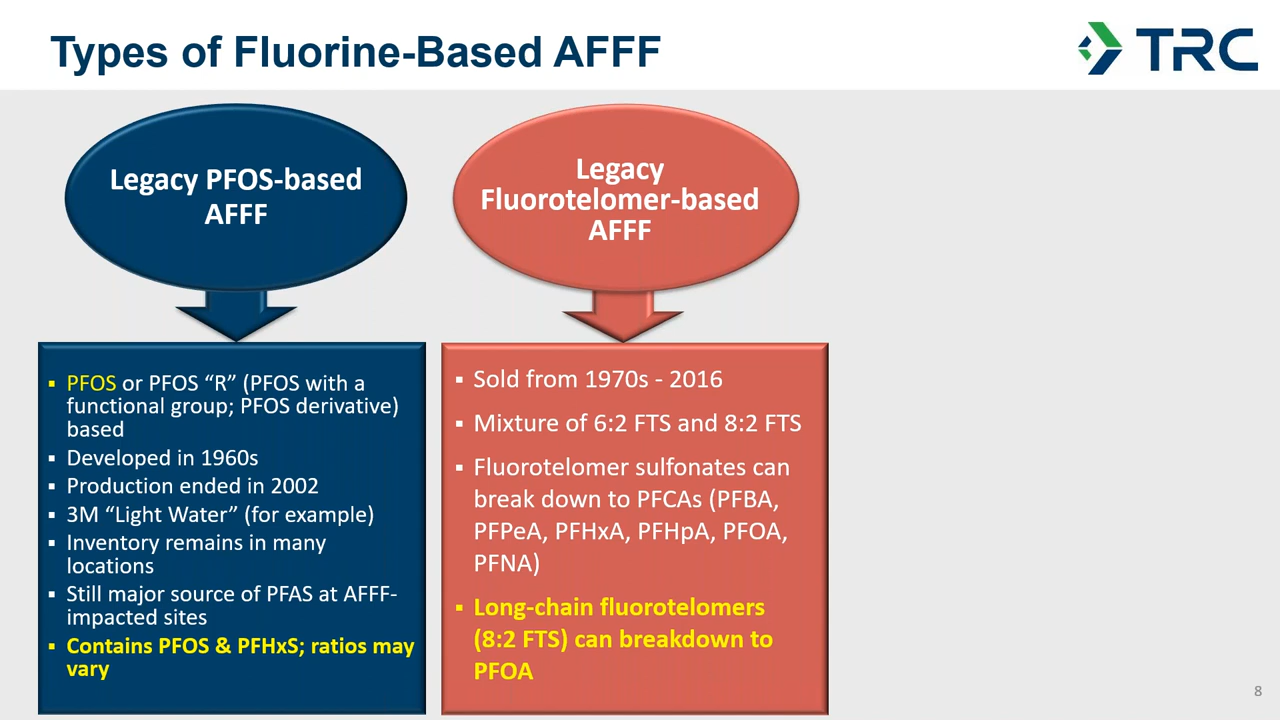 Types of Fluorine-Based AFFF
TRC
Legacy PFOS-based
AFFF
Legacy
Fluorotelomer-based
AFFF
▪ PFOS or PFOS “R” (PFOS with a
functional group; PFOS derivative)
based
▪ Developed in 1960s
▪ Production ended in 2002
▪ 3M “Light Water” (for example)
▪ Inventory remains in many
locations
▪ Still major source of PFAS at AFFF-
impacted sites
▪ Contains PFOS & PFHxS; ratios may
vary
▪ Sold from 1970s - 2016
▪ Mixture of 6:2 FTS and 8:2 FTS
▪ Fluorotelomer sulfonates can
break down to PFCAs (PFBA,
PFPeA, PFHxA, PFHpA, PFOA,
PFNA)
▪ Long-chain fluorotelomers
(8:2 FTS) can breakdown to
PFOA
8